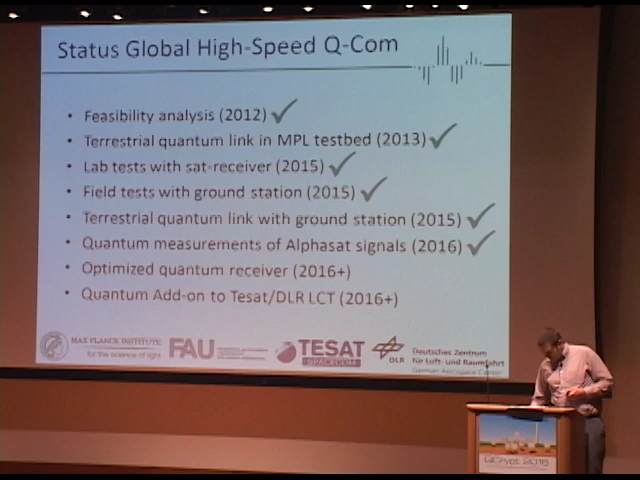 Status Global High-Speed Q-Com
• Feasibility analysis (2012) ✓
• Terrestrial quantum link in MPL testbed (2013) ✓
• Lab tests with sat-receiver (2015) ✓
• Field tests with ground station (2015) ✓
• Terrestrial quantum link with ground station (2015) ✓
• Quantum measurements of Alphasat signals (2016) ✓
• Optimized quantum receiver (2016+)
• Quantum Add-on to Tesat/DLR LCT (2016+)
MAX PLANCK INSTITUTE
for the science of light
FAU
TESAT
SPACECOM
DLR
Deutsches Zentrum
für Luft- und Raumfahrt
German Aerospace Center
2016